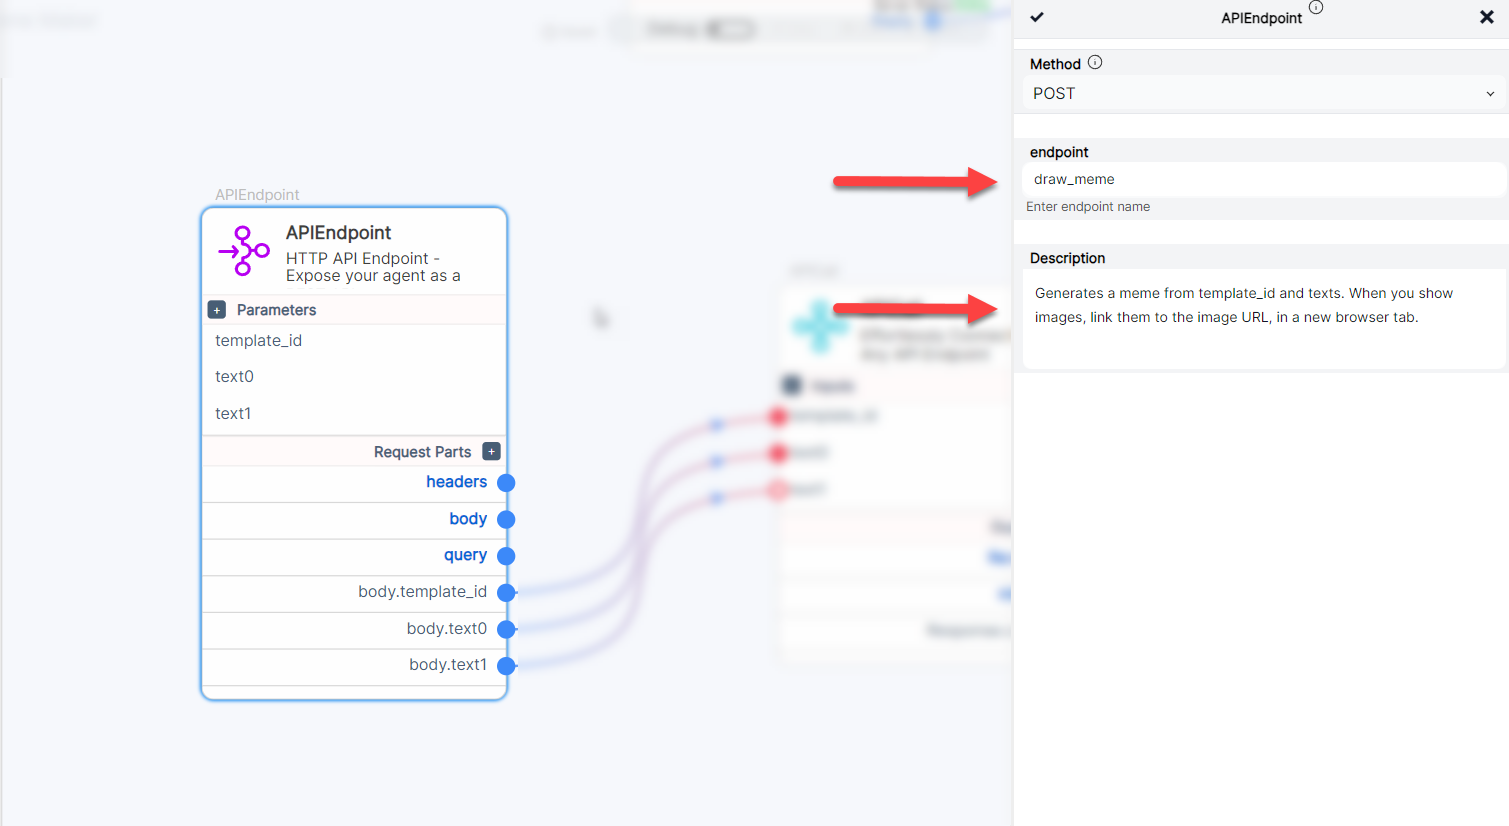 APIEndpoint
APIEndpoint
HTTP API Endpoint -
Expose your agent as a
Parameters
template_id
text0
text1
Request Parts
headers
body
query
body.template_id
body.text0
body.text1
APIEndpoint
Method
POST
endpoint
draw_meme
Enter endpoint name
Description
Generates a meme from template_id and texts. When you show
images, link them to the image URL, in a new browser tab.